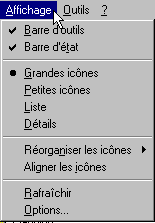 Affichage Outils ?
Barre d'outils
Barre d'état
Grandes icônes
Petites icônes
Liste
Détails
Réorganiser les icônes
Aligner les icônes
Rafraîchir
Options...